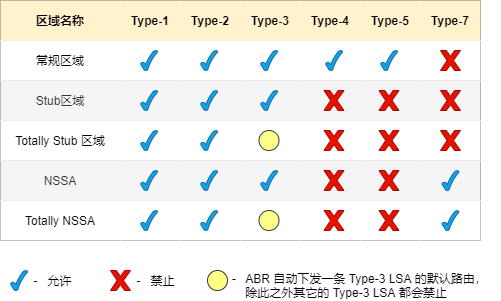 区域名称 Type-1 Type-2 Type-3 Type-4 Type-5 Type-7
常规区域
Stub区域
Totally Stub 区域
NSSA
Totally NSSA
- 允许 - 禁止 - ABR 自动下发一条 Type-3 LSA 的默认路由,
除此之外其它的 Type-3 LSA 都会禁止